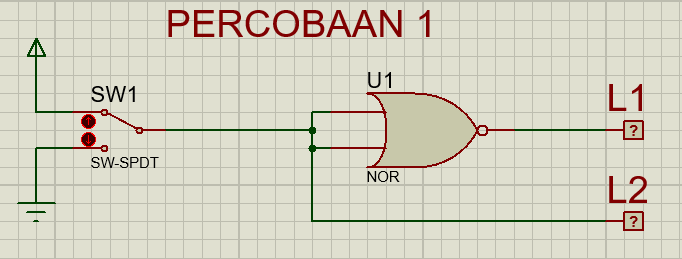 PERCOBAAN 1
U1
SW1
L1
?
SW-SPDT
NOR
L2
?